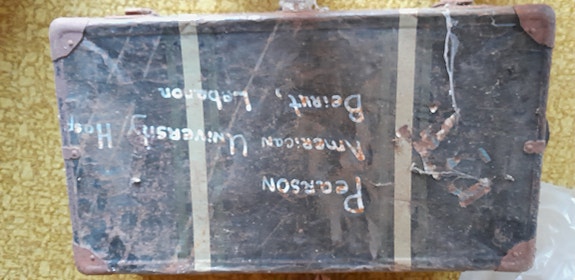 Pearson
American University Hosp
Beirut, Lebanon